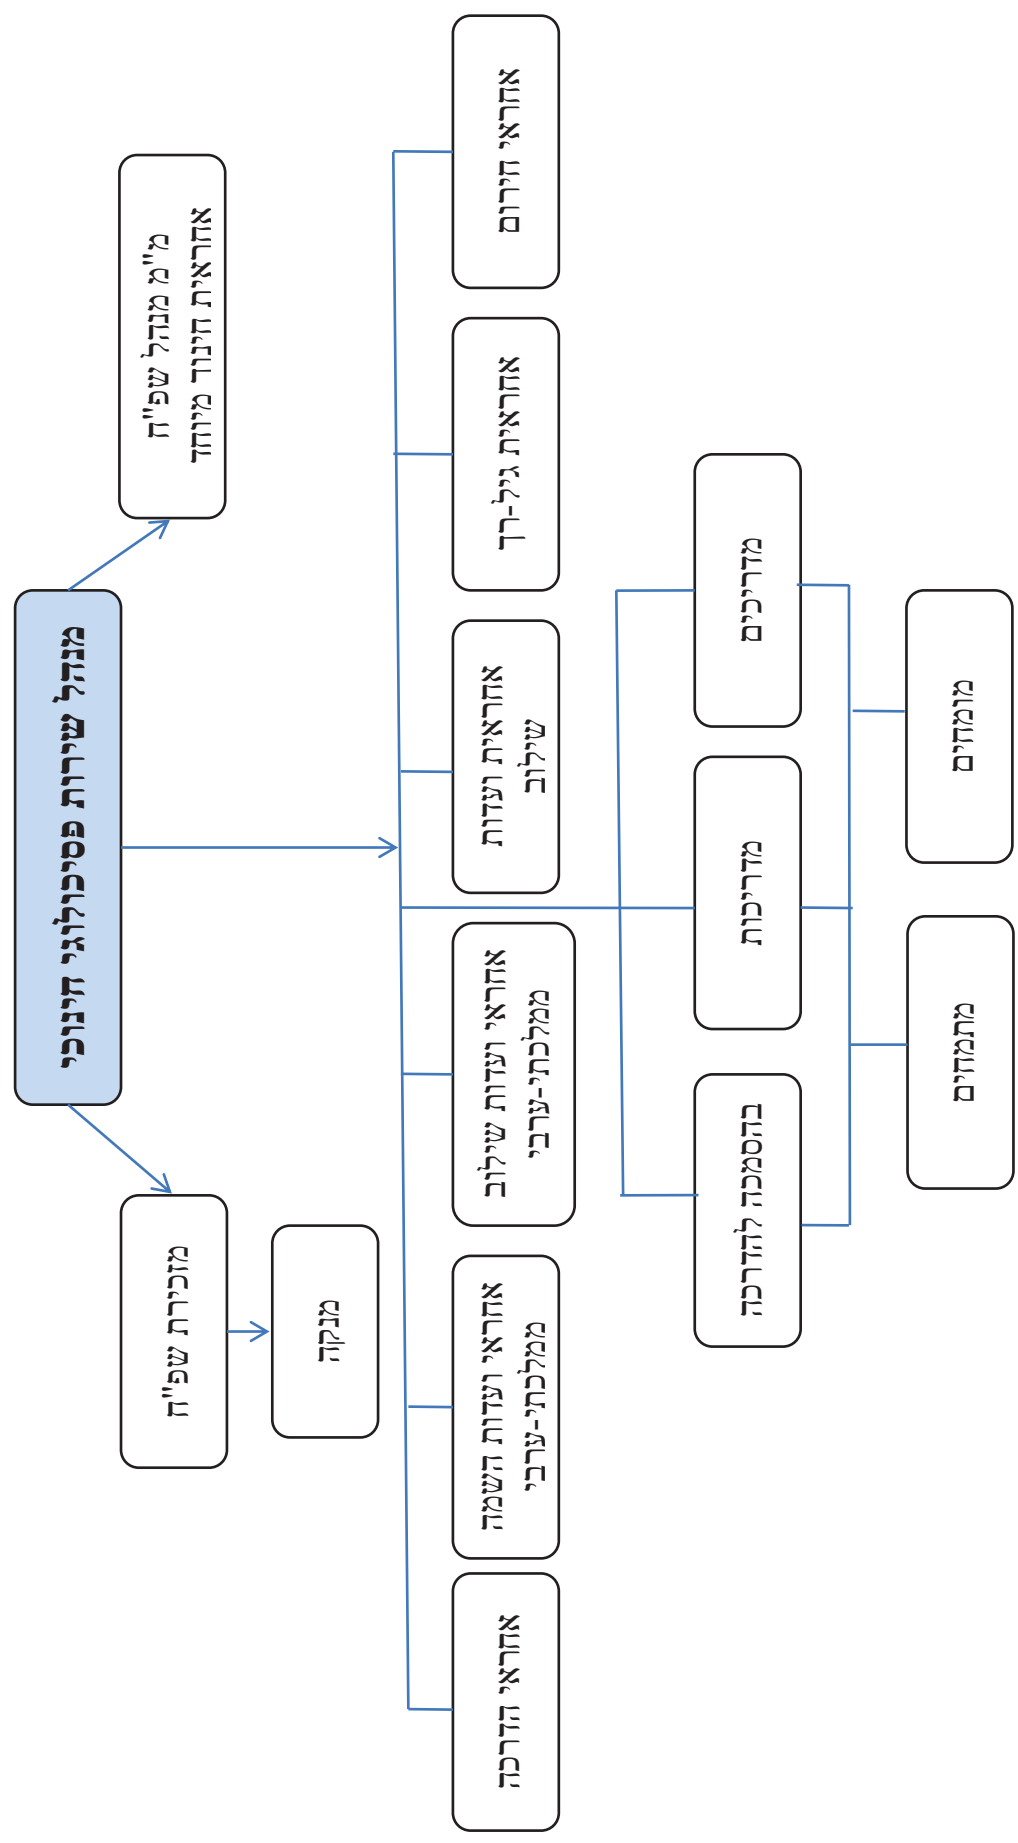 מנהל שירות פסיכולוגי חינוכי
מ"מ מנהל שפ"ח
אחראית חינוך מיוחד
מזכירת שפ"ח
מנקה
אחראי חירום
אחראית גיל-רך
אחראית ועדות
שילוב
אחראי ועדות שילוב
ממלכתי-ערבי
אחראי ועדות השמה
ממלכתי-ערבי
אחראי הדרכה
מדריכים
מדריכות
בהסמכה להדרכה
מומחים
מתמחים